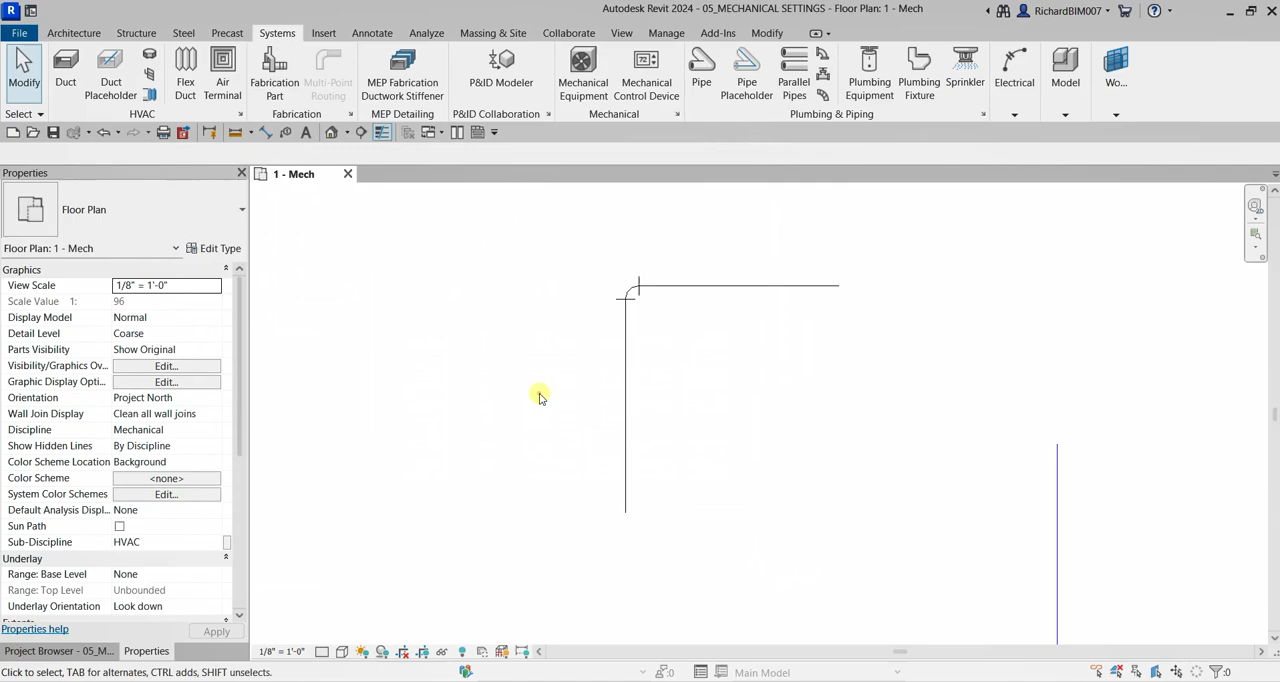 Autodesk Revit 2024 - 05_MECHANICAL SETTINGS - Floor Plan: 1 - Mech
RichardBIM007
File Architecture Structure Steel Precast Systems Insert Annotate Analyze Massing & Site Collaborate View Manage Add-Ins Modify
Modify
Duct
Duct Placeholder
Flex Duct
Air Terminal
Fabrication Part
Multi-Point Routing
MEP Fabrication Ductwork Stiffener
P&ID Modeler
Mechanical Equipment
Mechanical Control Device
Pipe
Pipe Placeholder
Parallel Pipes
Plumbing Equipment
Plumbing Fixture
Sprinkler
Electrical
Model
Wo...
Select HVAC Fabrication MEP Detailing P&ID Collaboration Mechanical Plumbing & Piping
Properties
1 - Mech
Floor Plan
Floor Plan: 1 - Mech Edit Type
Graphics
View Scale 1/8" = 1'-0"
Scale Value 1: 96
Display Model Normal
Detail Level Coarse
Parts Visibility Show Original
Visibility/Graphics Ov... Edit...
Graphic Display Opti... Edit...
Orientation Project North
Wall Join Display Clean all wall joins
Discipline Mechanical
Show Hidden Lines By Discipline
Color Scheme Location Background
Color Scheme <none>
System Color Schemes Edit...
Default Analysis Displ... None
Sun Path
Sub-Discipline HVAC
Underlay
Range: Base Level None
Range: Top Level Unbounded
Underlay Orientation Look down
Properties help Apply
Project Browser - 05_M... Properties
1/8" = 1'-0"
Click to select, TAB for alternates, CTRL adds, SHIFT unselects.
:0
Main Model
:0